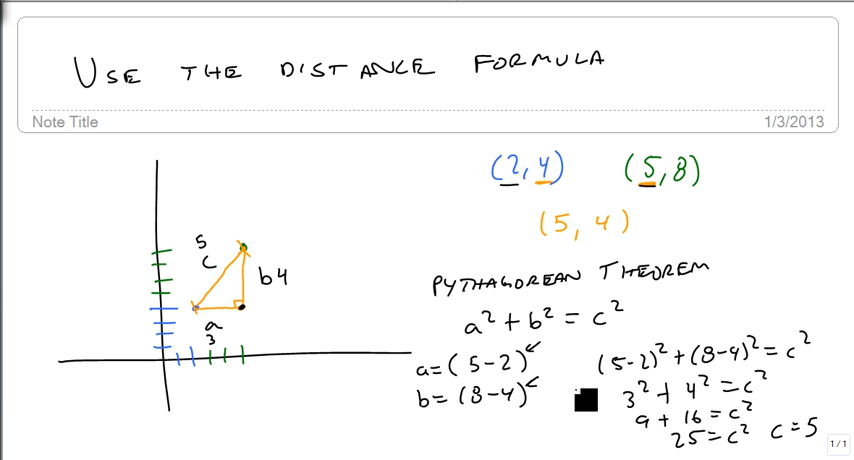 USE THE DISTANCE FORMULA
Note Title
1/3/2013
(2, 4) (5, 8)
(5, 4)
5
c
b 4
a
3
PYTHAGOREAN THEOREM
a² + b² = c²
a = (5-2)
b = (8-4)
(5-2)² + (8-4)² = c²
3² + 4² = c²
9 + 16 = c²
25 = c² c = 5
1 / 1